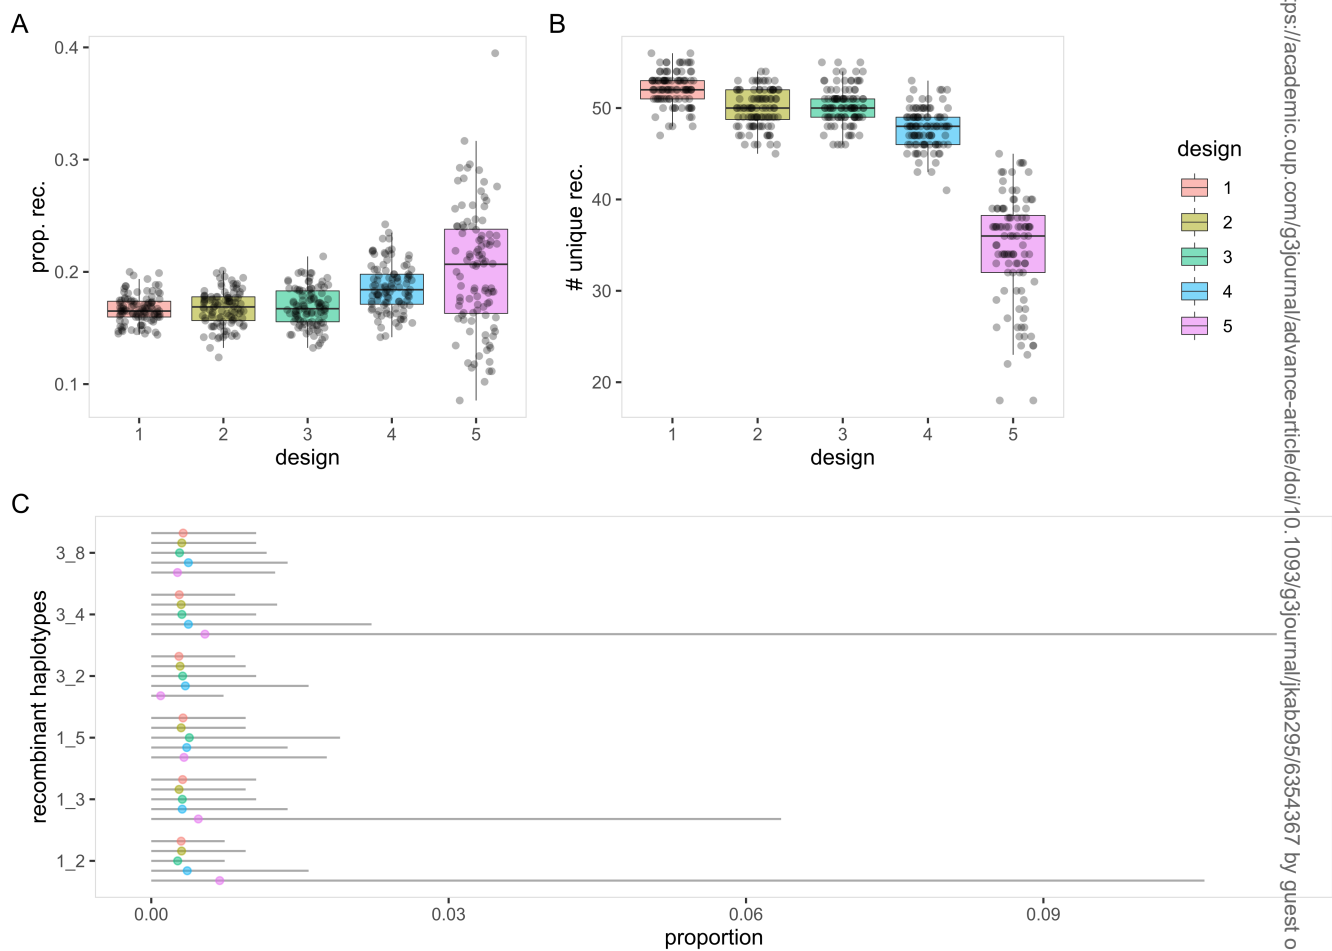 A
prop. rec.
0.4
0.3
0.2
0.1
1 2 3 4 5
design
B
# unique rec.
50
40
30
20
1 2 3 4 5
design
design
1
2
3
4
5
C
recombinant haplotypes
3_8
3_4
3_2
1_5
1_3
1_2
0.00 0.03 0.06 0.09
proportion
tps://academic.oup.com/g3journal/advance-article/doi/10.1093/g3journal/jkab295/6354367 by guest o